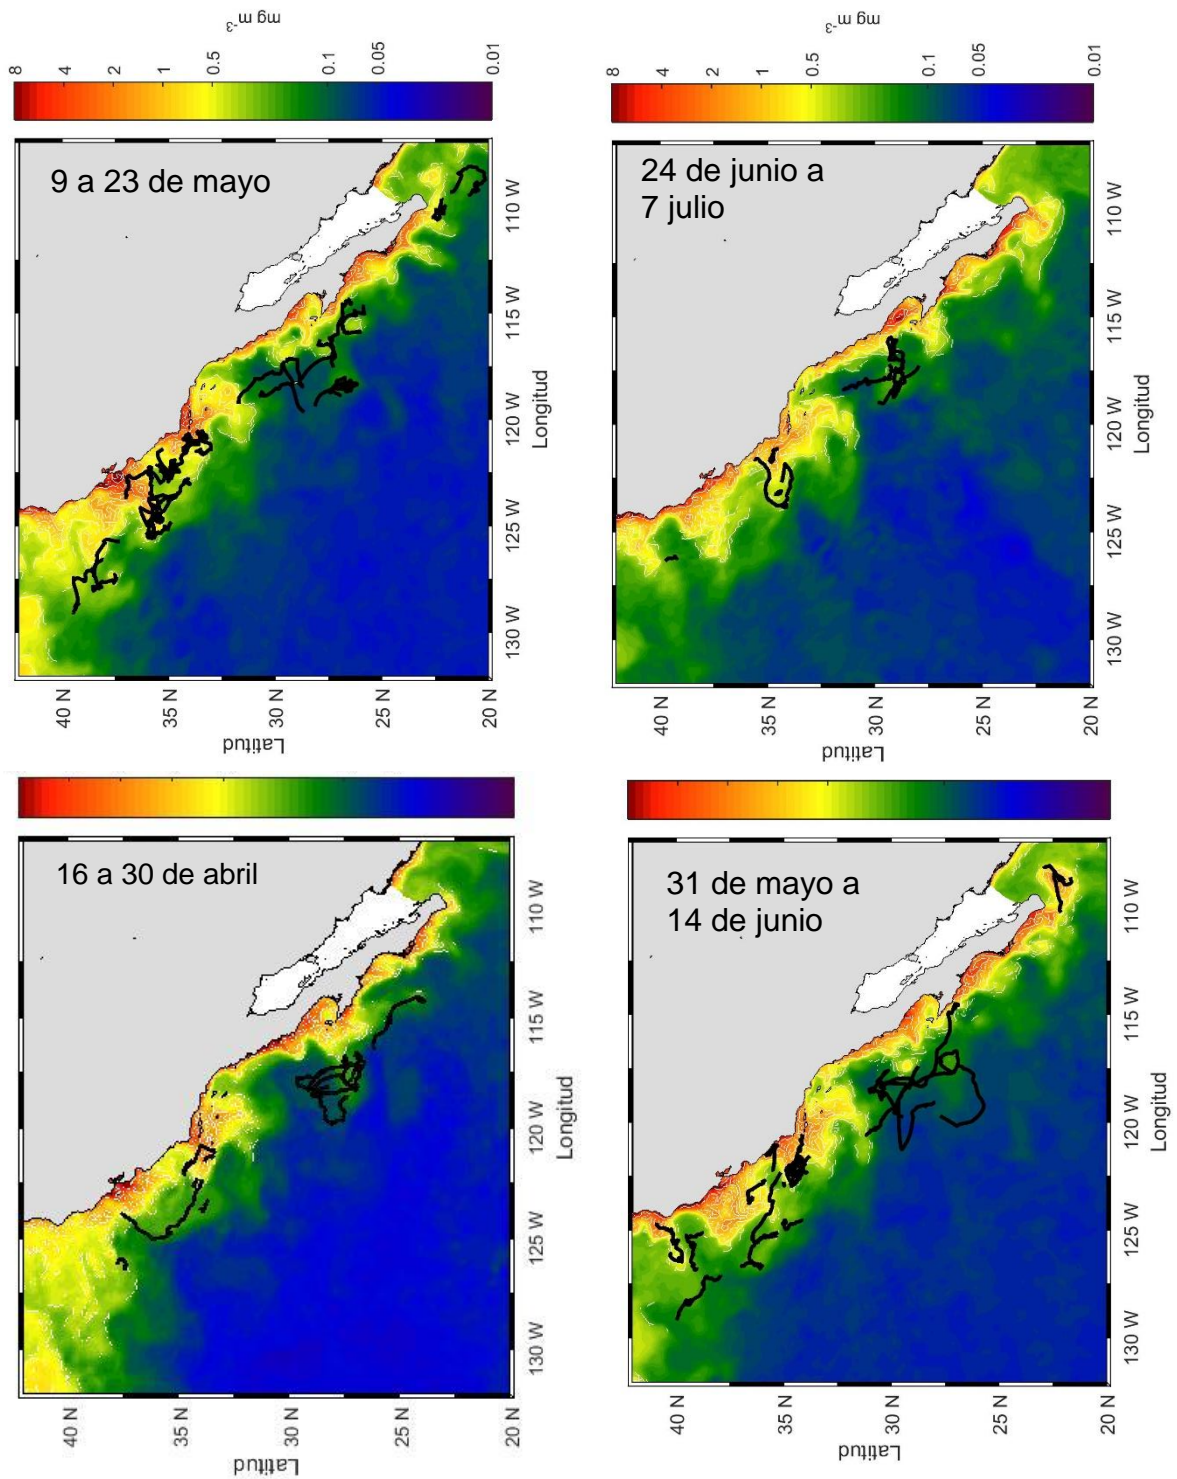 9 a 23 de mayo
mg m⁻³
8
4
2
1
0.5
0.1
0.05
0.01
Latitud
40 N
35 N
30 N
25 N
20 N
130 W
125 W
120 W
115 W
110 W
Longitud
24 de junio a
7 julio
mg m⁻³
8
4
2
1
0.5
0.1
0.05
0.01
Latitud
40 N
35 N
30 N
25 N
20 N
130 W
125 W
120 W
115 W
110 W
Longitud
16 a 30 de abril
Latitud
40 N
35 N
30 N
25 N
20 N
130 W
125 W
120 W
115 W
110 W
Longitud
31 de mayo a
14 de junio
Latitud
40 N
35 N
30 N
25 N
20 N
130 W
125 W
120 W
115 W
110 W
Longitud